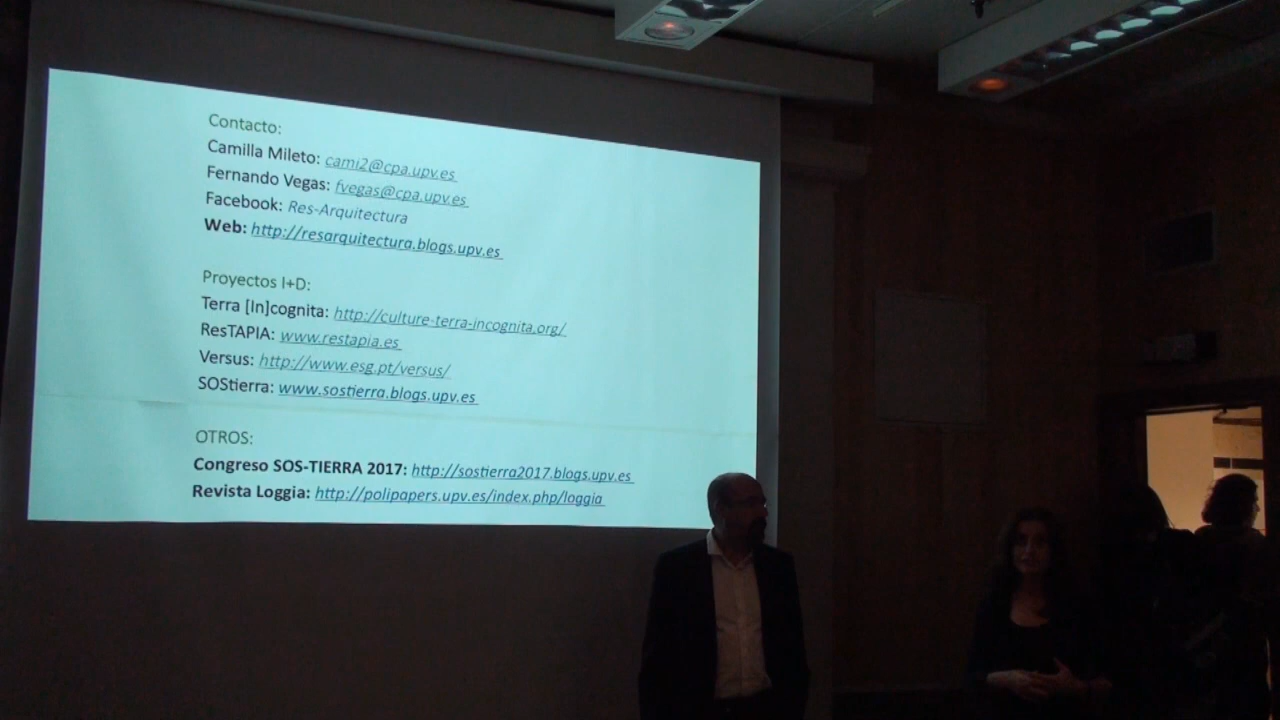 Contacto:
Camilla Mileto: cami2@cpa.upv.es
Fernando Vegas: fvegas@cpa.upv.es
Facebook: Res-Arquitectura
Web: http://resarquitectura.blogs.upv.es
Proyectos I+D:
Terra [In]cognita: http://culture-terra-incognita.org/
ResTAPIA: www.restapia.es
Versus: http://www.esg.pt/versus/
SOStierra: www.sostierra.blogs.upv.es
OTROS:
Congreso SOS-TIERRA 2017: http://sostierra2017.blogs.upv.es
Revista Loggia: http://polipapers.upv.es/index.php/loggia